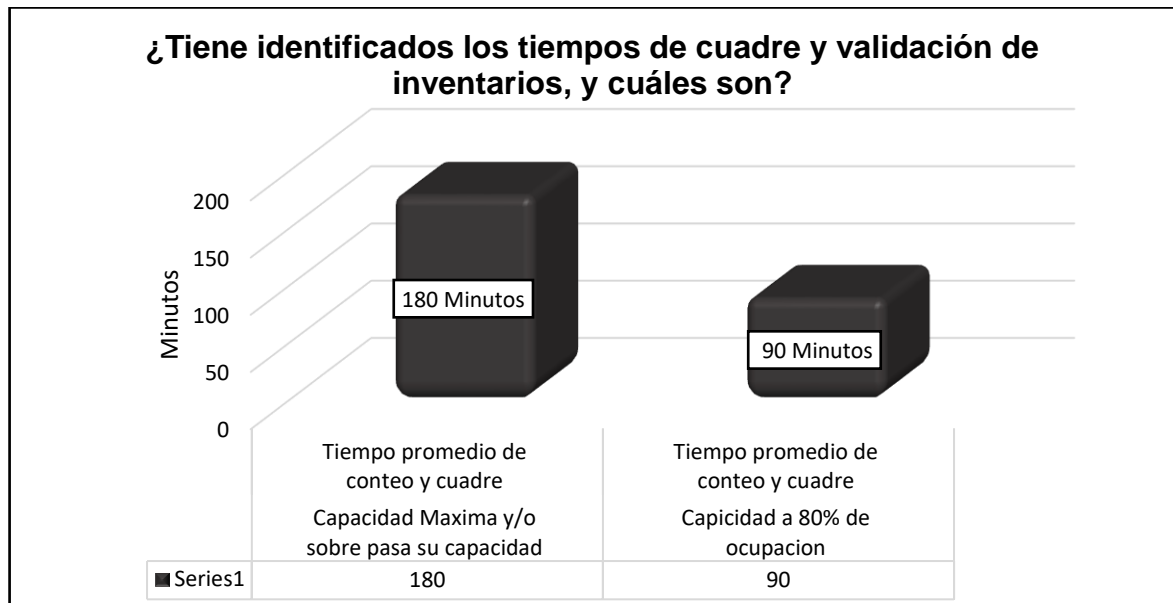 ¿Tiene identificados los tiempos de cuadre y validación de
inventarios, y cuáles son?
Minutos
200
150
100
50
0
180 Minutos
90 Minutos
Tiempo promedio de
conteo y cuadre
Tiempo promedio de
conteo y cuadre
Capacidad Maxima y/o
sobre pasa su capacidad
Capicidad a 80% de
ocupacion
Series1 180 90